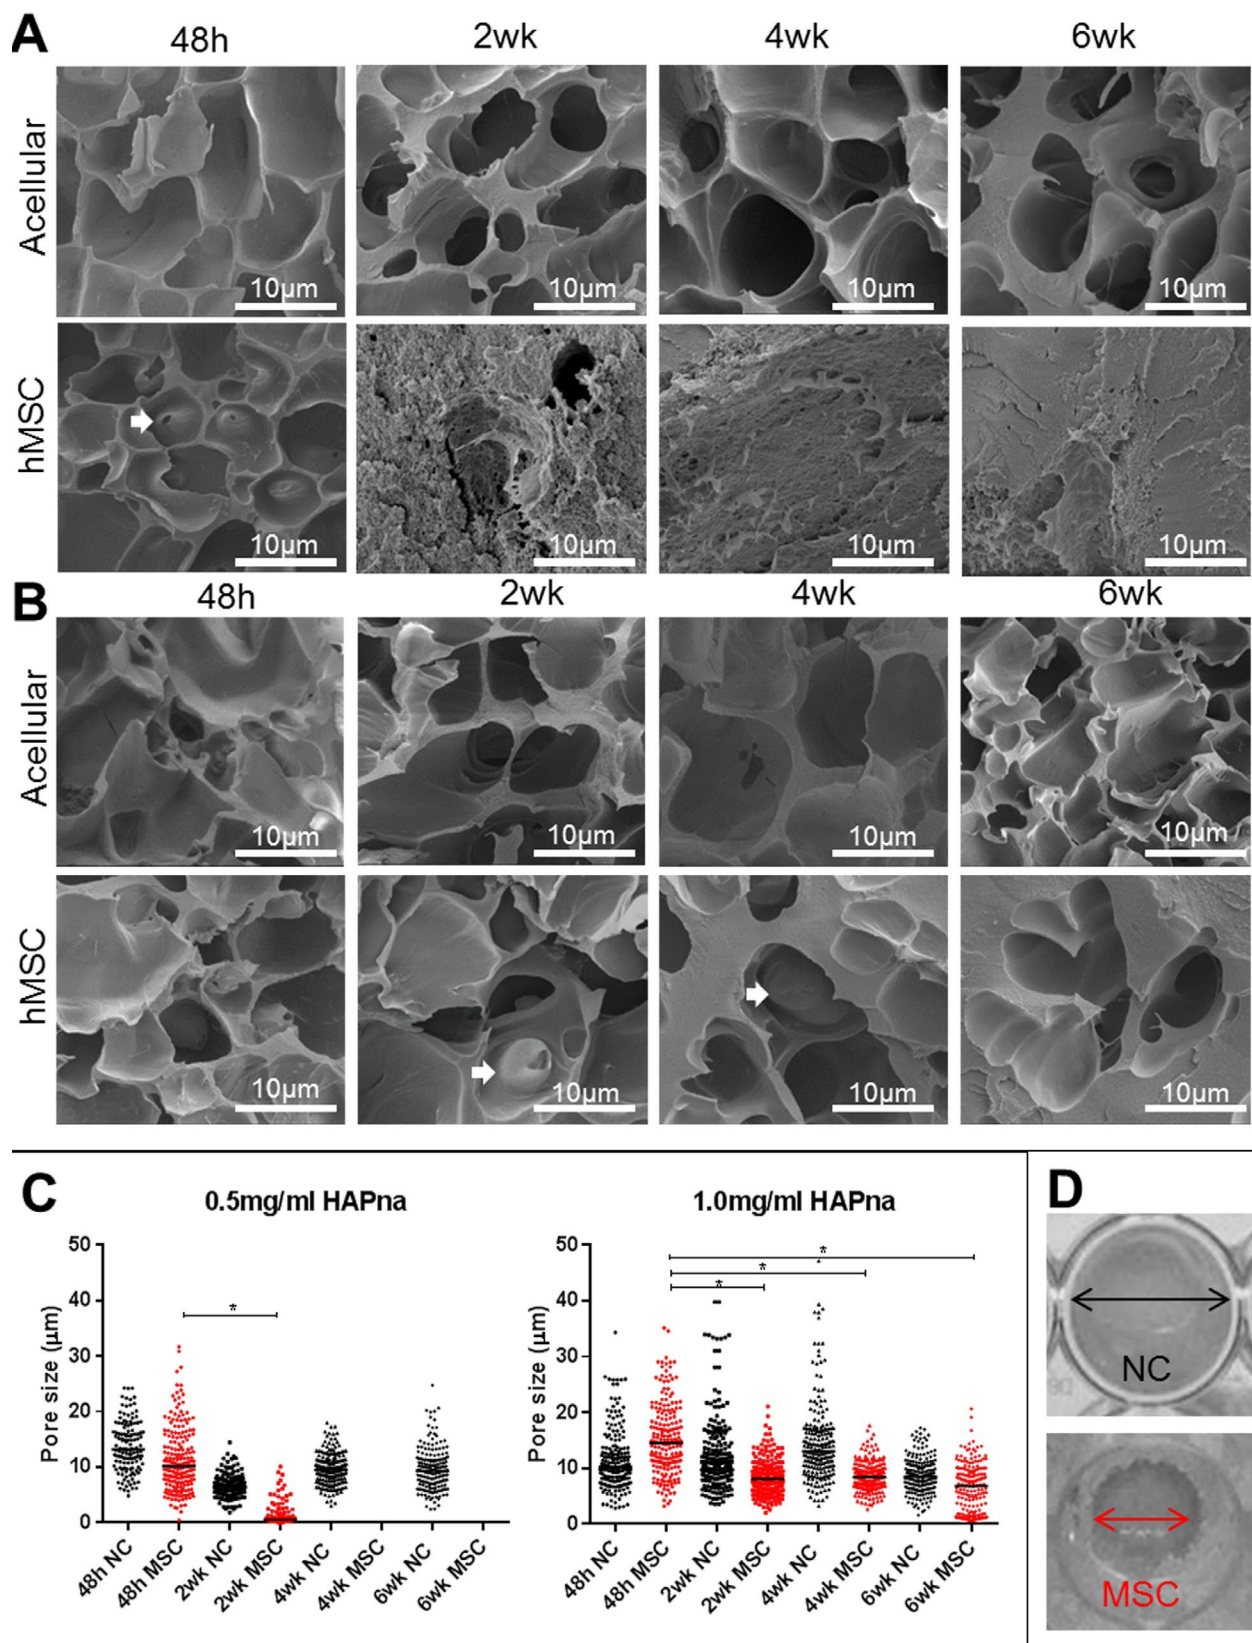 A
48h 2wk 4wk 6wk
Acellular
10µm 10µm 10µm 10µm
hMSC
10µm 10µm 10µm 10µm
B
48h 2wk 4wk 6wk
Acellular
10µm 10µm 10µm 10µm
hMSC
10µm 10µm 10µm 10µm
C
0.5mg/ml HAPna
Pore size (µm)
50
40
30
20
10
0
*
48h NC
48h MSC
2wk NC
2wk MSC
4wk NC
4wk MSC
6wk NC
6wk MSC
1.0mg/ml HAPna
Pore size (µm)
50
40
30
20
10
0
*
*
*
48h NC
48h MSC
2wk NC
2wk MSC
4wk NC
4wk MSC
6wk NC
6wk MSC
D
NC
MSC